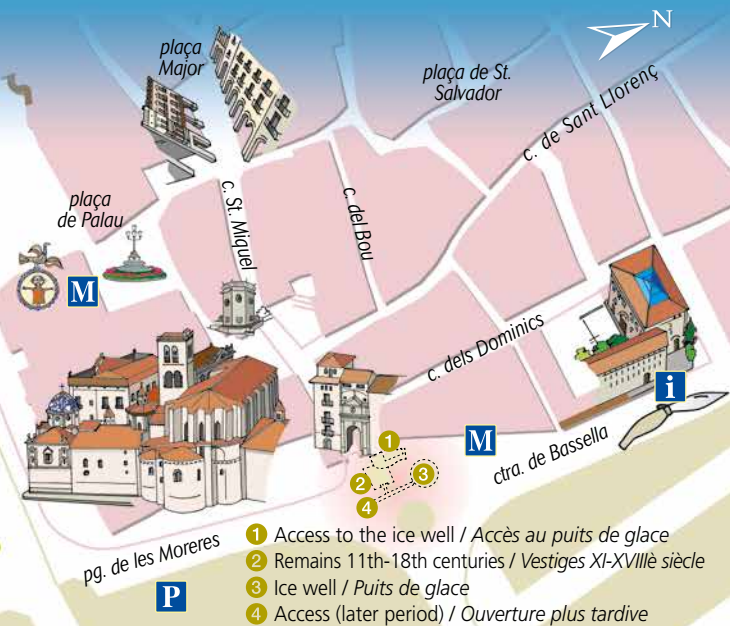 N
plaça
Major
plaça de St.
Salvador
c. de Sant Llorenç
plaça
de Palau
c. St. Miquel
c. del Bou
M
c. dels Dominics
i
M
ctra. de Bassella
1
2
3
4
pg. de les Moreres
P
1 Access to the ice well / Accès au puits de glace
2 Remains 11th-18th centuries / Vestiges XI-XVIIIè siècle
3 Ice well / Puits de glace
4 Access (later period) / Ouverture plus tardive